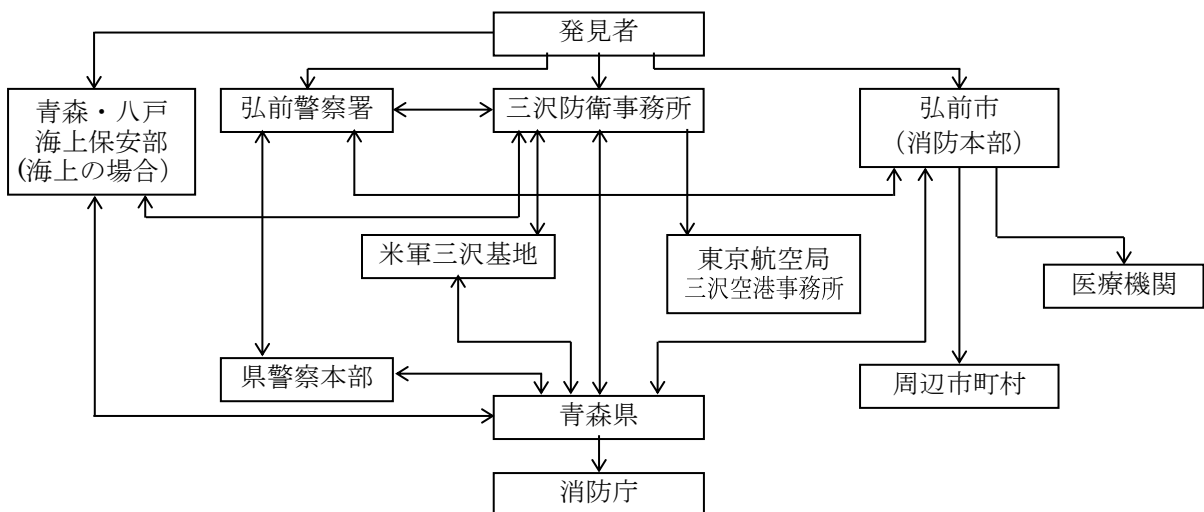 発見者
青森・八戸
海上保安部
(海上の場合）
弘前警察署
三沢防衛事務所
弘前市
（消防本部）
米軍三沢基地
東京航空局
三沢空港事務所
医療機関
県警察本部
周辺市町村
青森県
消防庁